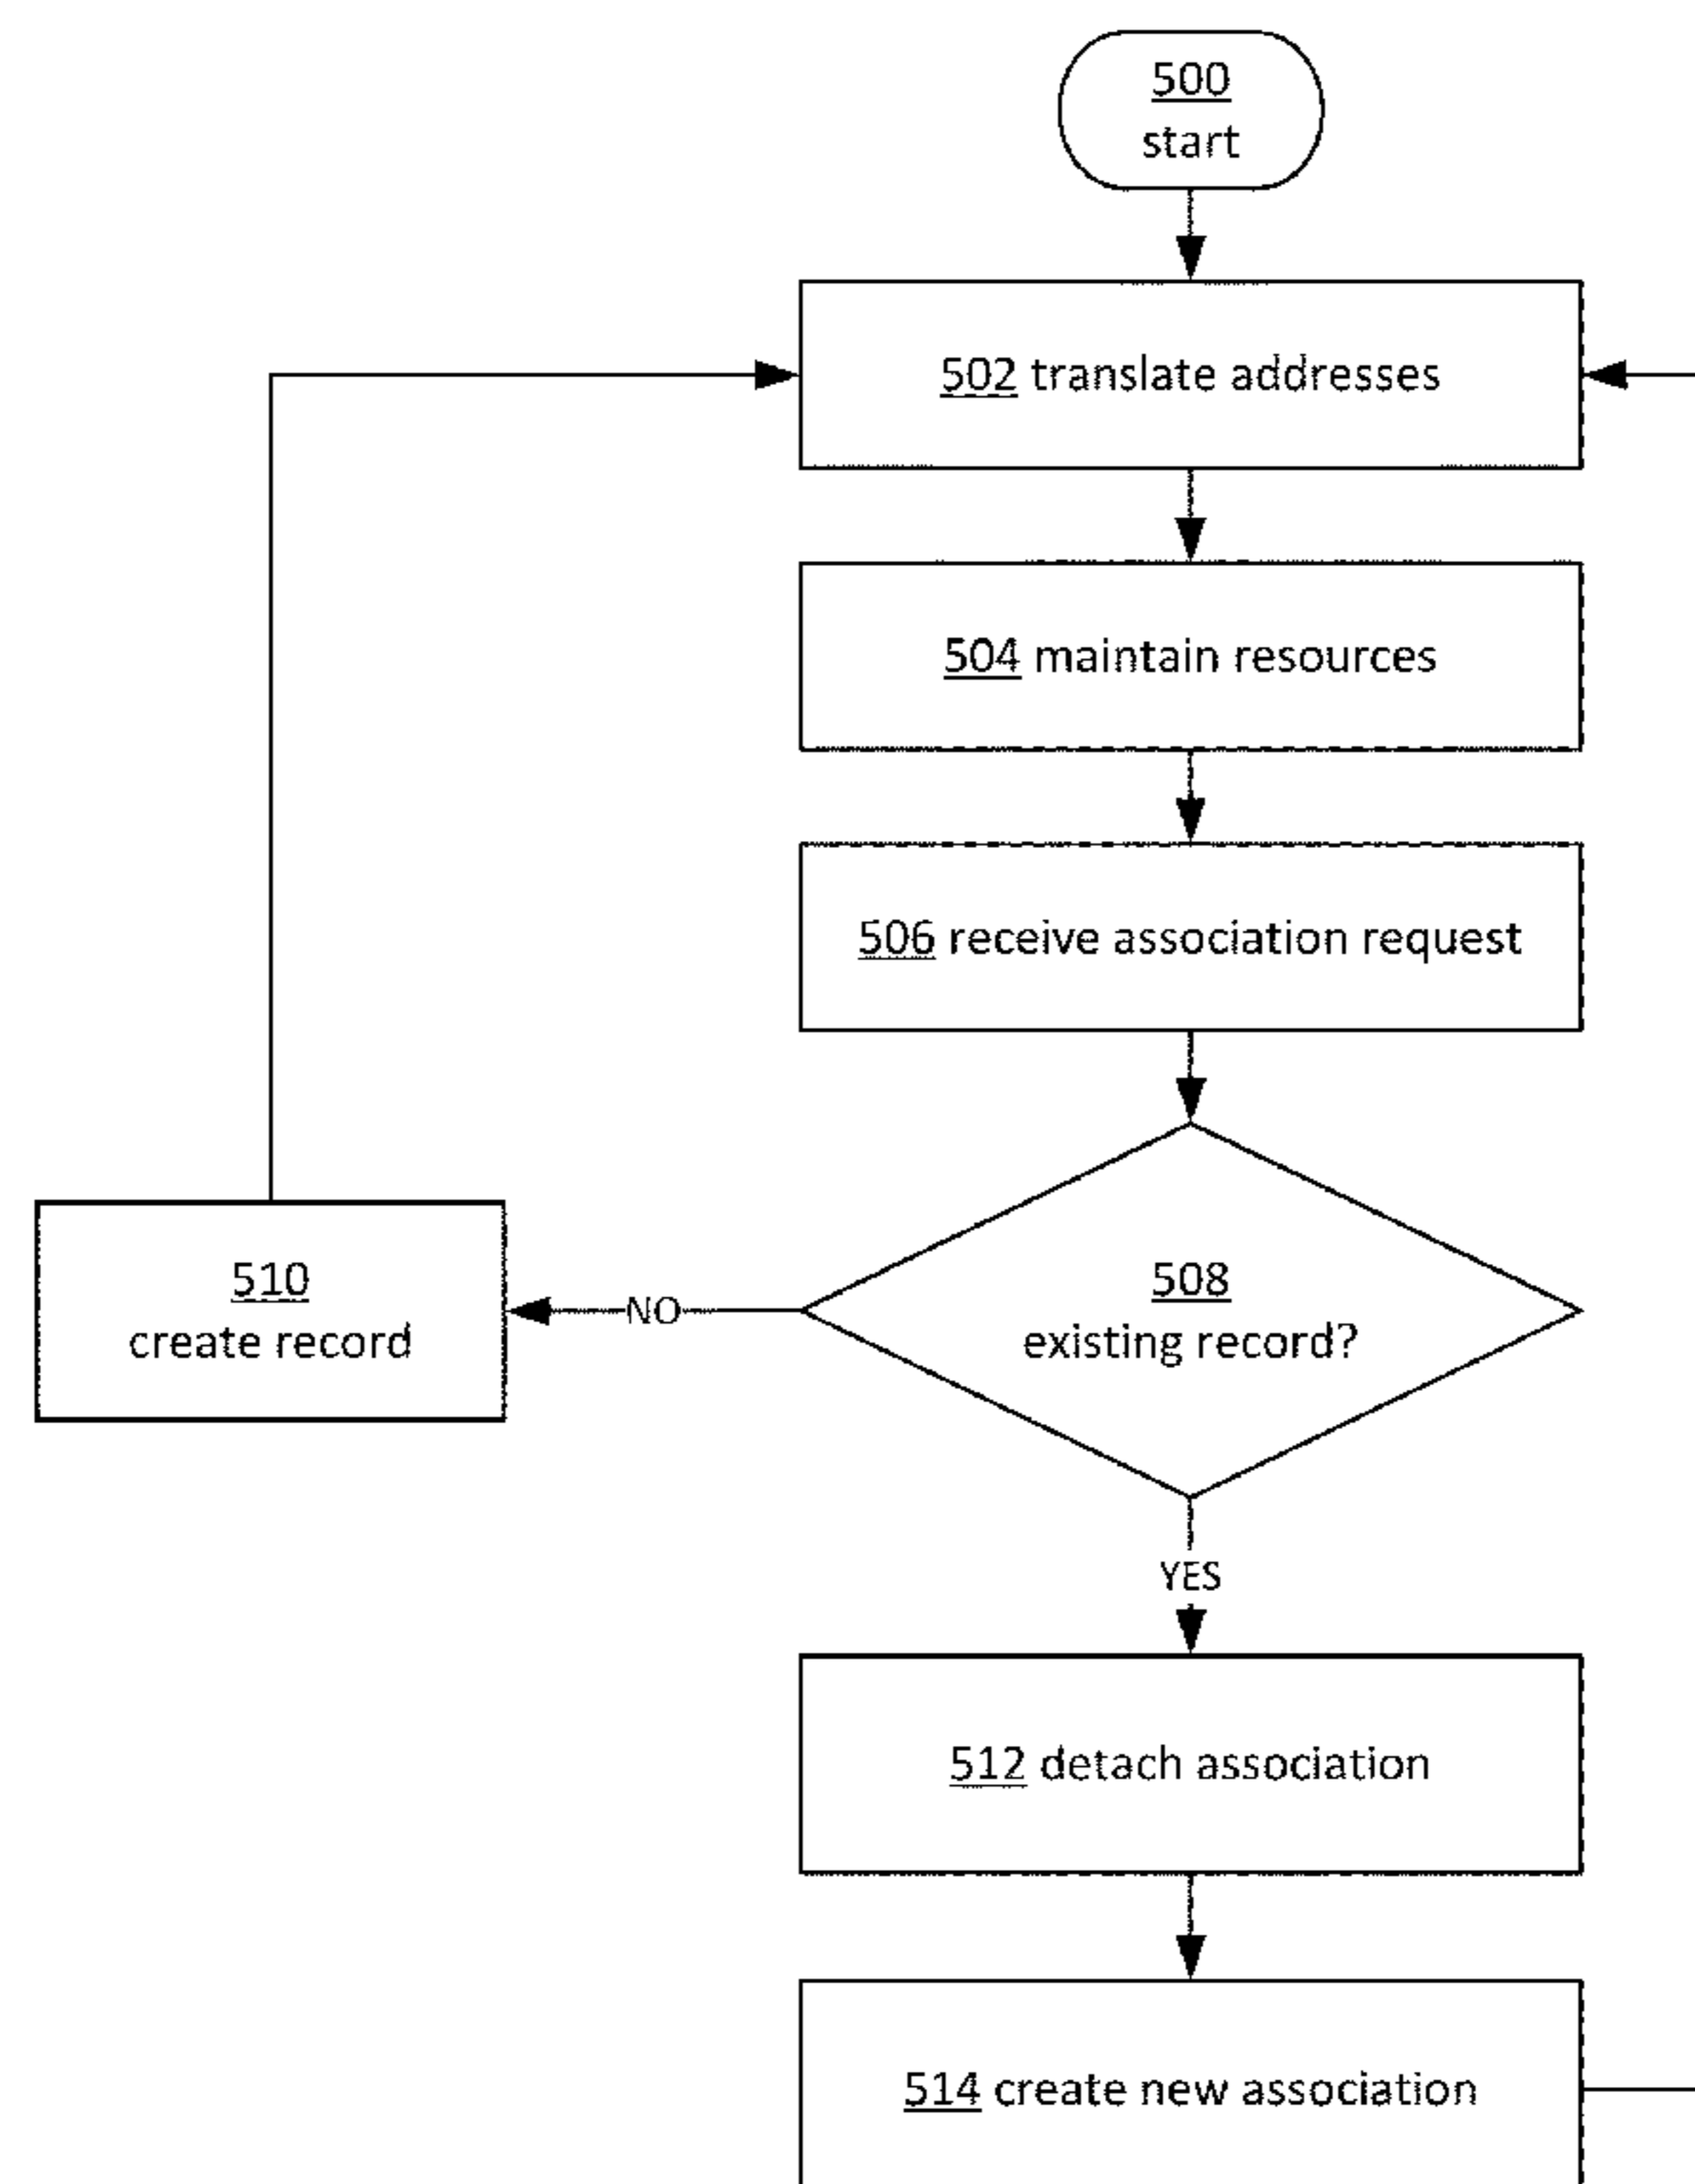 500
start
502 translate addresses
504 maintain resources
506 receive association request
508
existing record?
NO
510
create record
YES
512 detach association
514 create new association